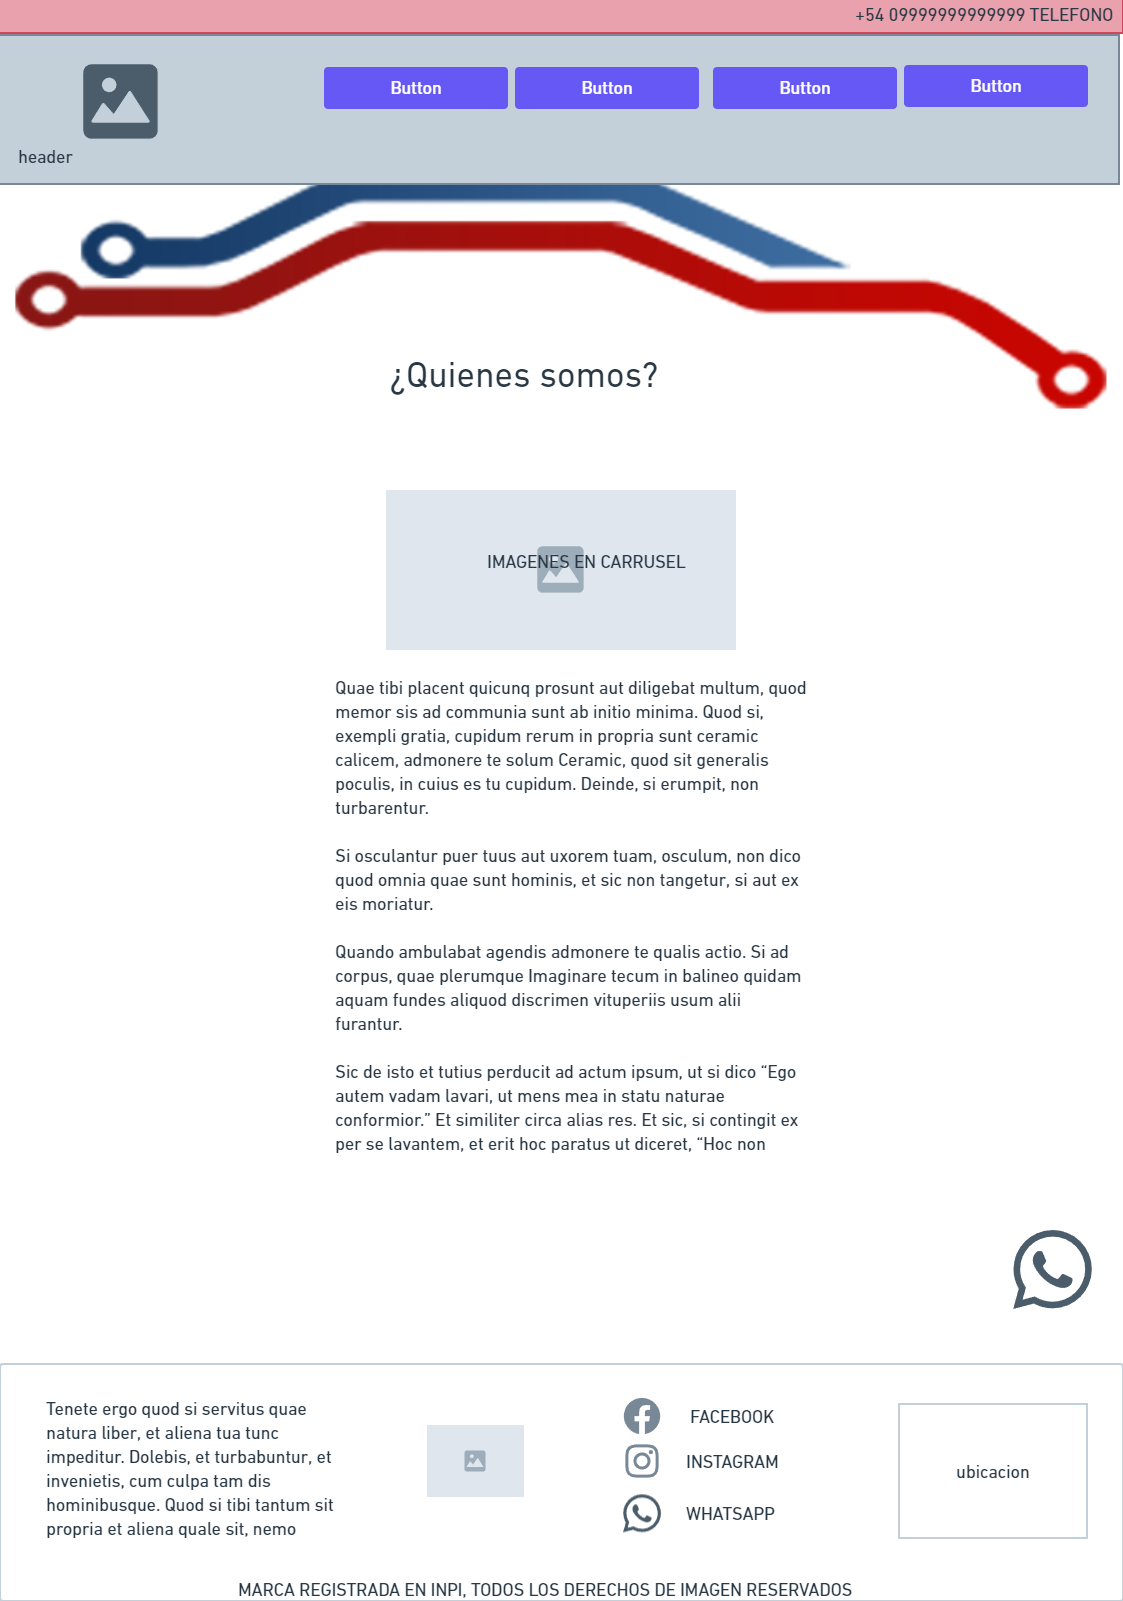 +54 09999999999999 TELEFONO
Button Button Button Button
header
¿Quienes somos?
IMAGENES EN CARRUSEL
Quae tibi placent quicunq prosunt aut diligebat multum, quod
memor sis ad communia sunt ab initio minima. Quod si,
exempli gratia, cupidum rerum in propria sunt ceramic
calicem, admonere te solum Ceramic, quod sit generalis
poculis, in cuius es tu cupidum. Deinde, si erumpit, non
turbarentur.
Si osculantur puer tuus aut uxorem tuam, osculum, non dico
quod omnia quae sunt hominis, et sic non tangetur, si aut ex
eis moriatur.
Quando ambulabat agendis admonere te qualis actio. Si ad
corpus, quae plerumque Imaginare tecum in balineo quidam
aquam fundes aliquod discrimen vituperiis usum alii
furantur.
Sic de isto et tutius perducit ad actum ipsum, ut si dico “Ego
autem vadam lavari, ut mens mea in statu naturae
conformior.” Et similiter circa alias res. Et sic, si contingit ex
per se lavantem, et erit hoc paratus ut diceret, “Hoc non
Tenete ergo quod si servitus quae
natura liber, et aliena tua tunc
impeditur. Dolebis, et turbabuntur, et
invenietis, cum culpa tam dis
hominibusque. Quod si tibi tantum sit
propria et aliena quale sit, nemo
FACEBOOK
INSTAGRAM
WHATSAPP
ubicacion
MARCA REGISTRADA EN INPI, TODOS LOS DERECHOS DE IMAGEN RESERVADOS